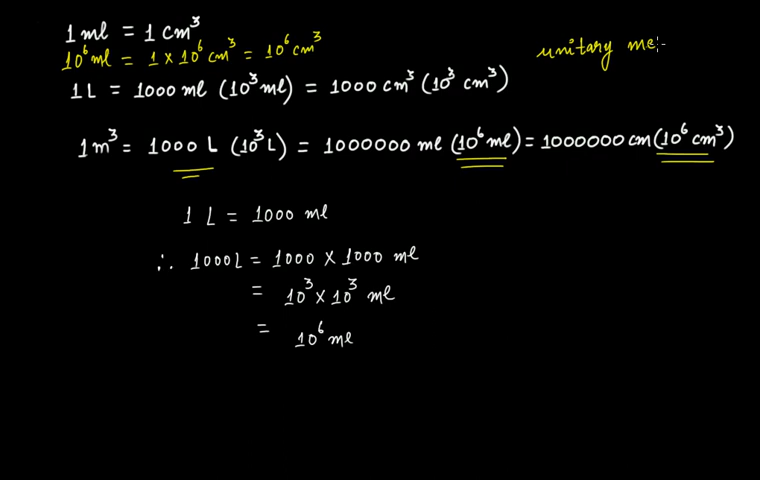 1 ml = 1 cm³
10⁶ ml = 1 × 10⁶ cm³ = 10⁶ cm³
unitary me
1 L = 1000 ml (10³ ml) = 1000 cm³ (10³ cm³)
1 m³ = 1000 L (10³ L) = 1000000 ml (10⁶ ml) = 1000000 cm (10⁶ cm³)
1 L = 1000 ml
∴ 1000 L = 1000 × 1000 ml
= 10³ × 10³ ml
= 10⁶ ml